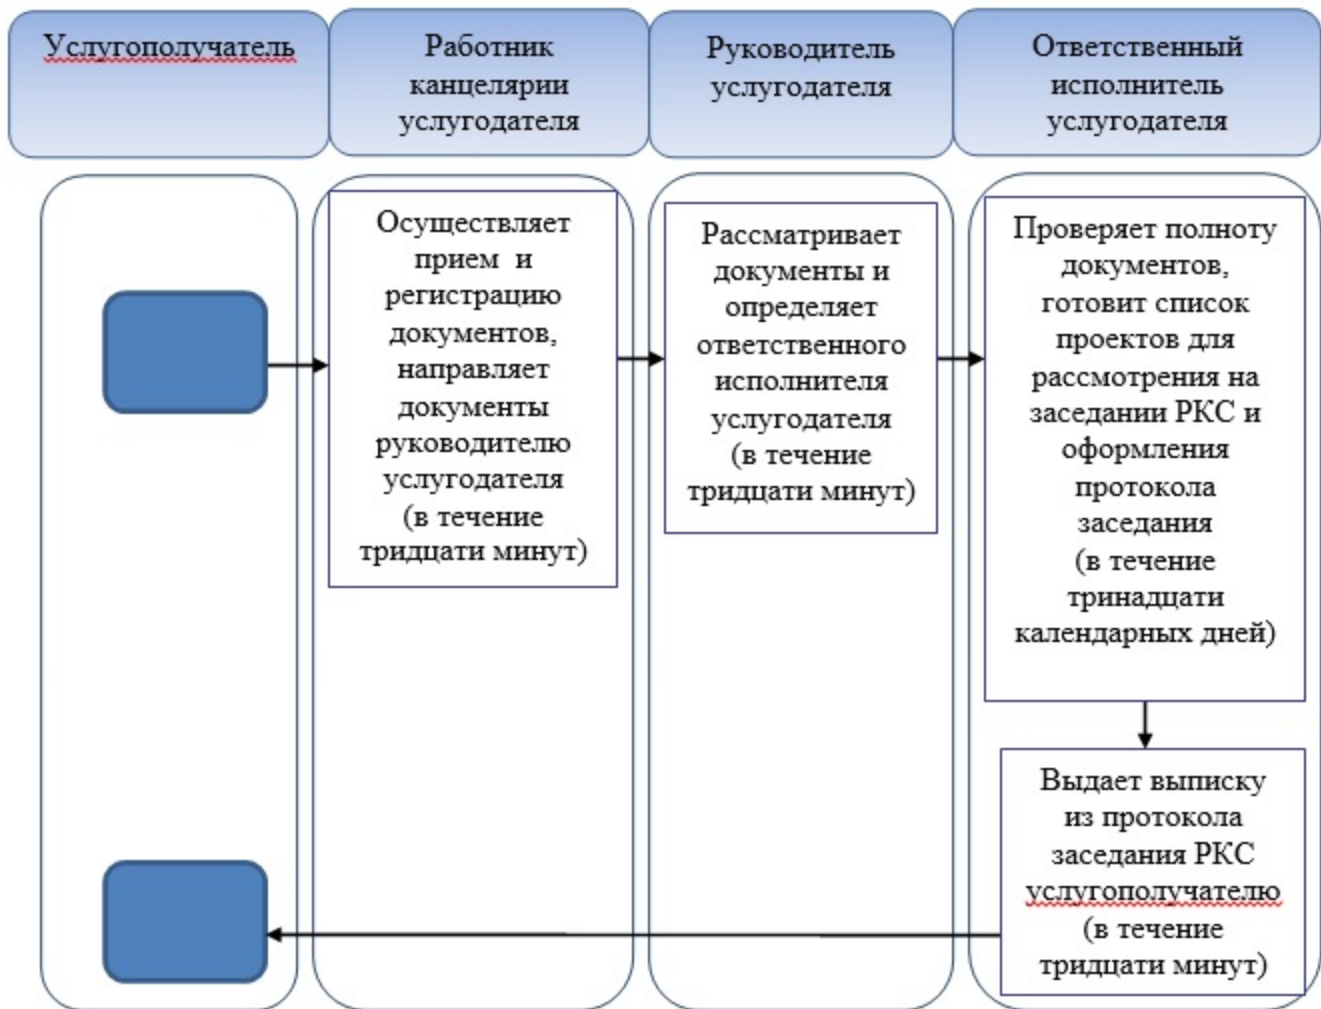 Услугополучатель
Работник
канцелярии
услугодателя
Руководитель
услугодателя
Ответственный
исполнитель
услугодателя
Осуществляет
прием и
регистрацию
документов,
направляет
документы
руководителю
услугодателя
(в течение
тридцати минут)
Рассматривает
документы и
определяет
ответственного
исполнителя
услугодателя
(в течение
тридцати минут)
Проверяет полноту
документов,
готовит список
проектов для
рассмотрения на
заседании РКС и
оформления
протокола
заседания
(в течение
тринадцати
календарных дней)
Выдает выписку
из протокола
заседания РКС
услугополучателю
(в течение
тридцати минут)